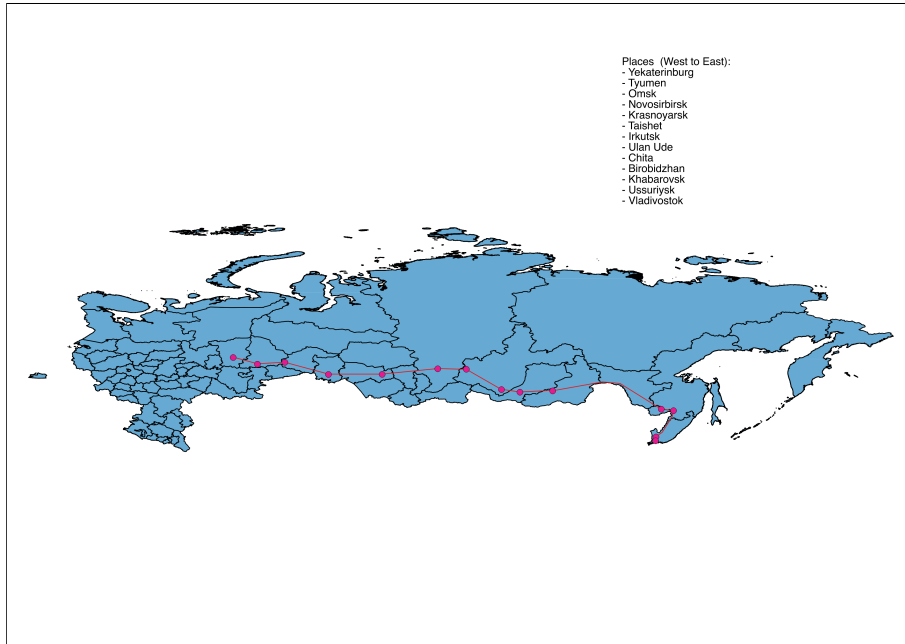 Places (West to East):
- Yekaterinburg
- Tyumen
- Omsk
- Novosirbirsk
- Krasnoyarsk
- Taishet
- Irkutsk
- Ulan Ude
- Chita
- Birobidzhan
- Khabarovsk
- Ussuriysk
- Vladivostok